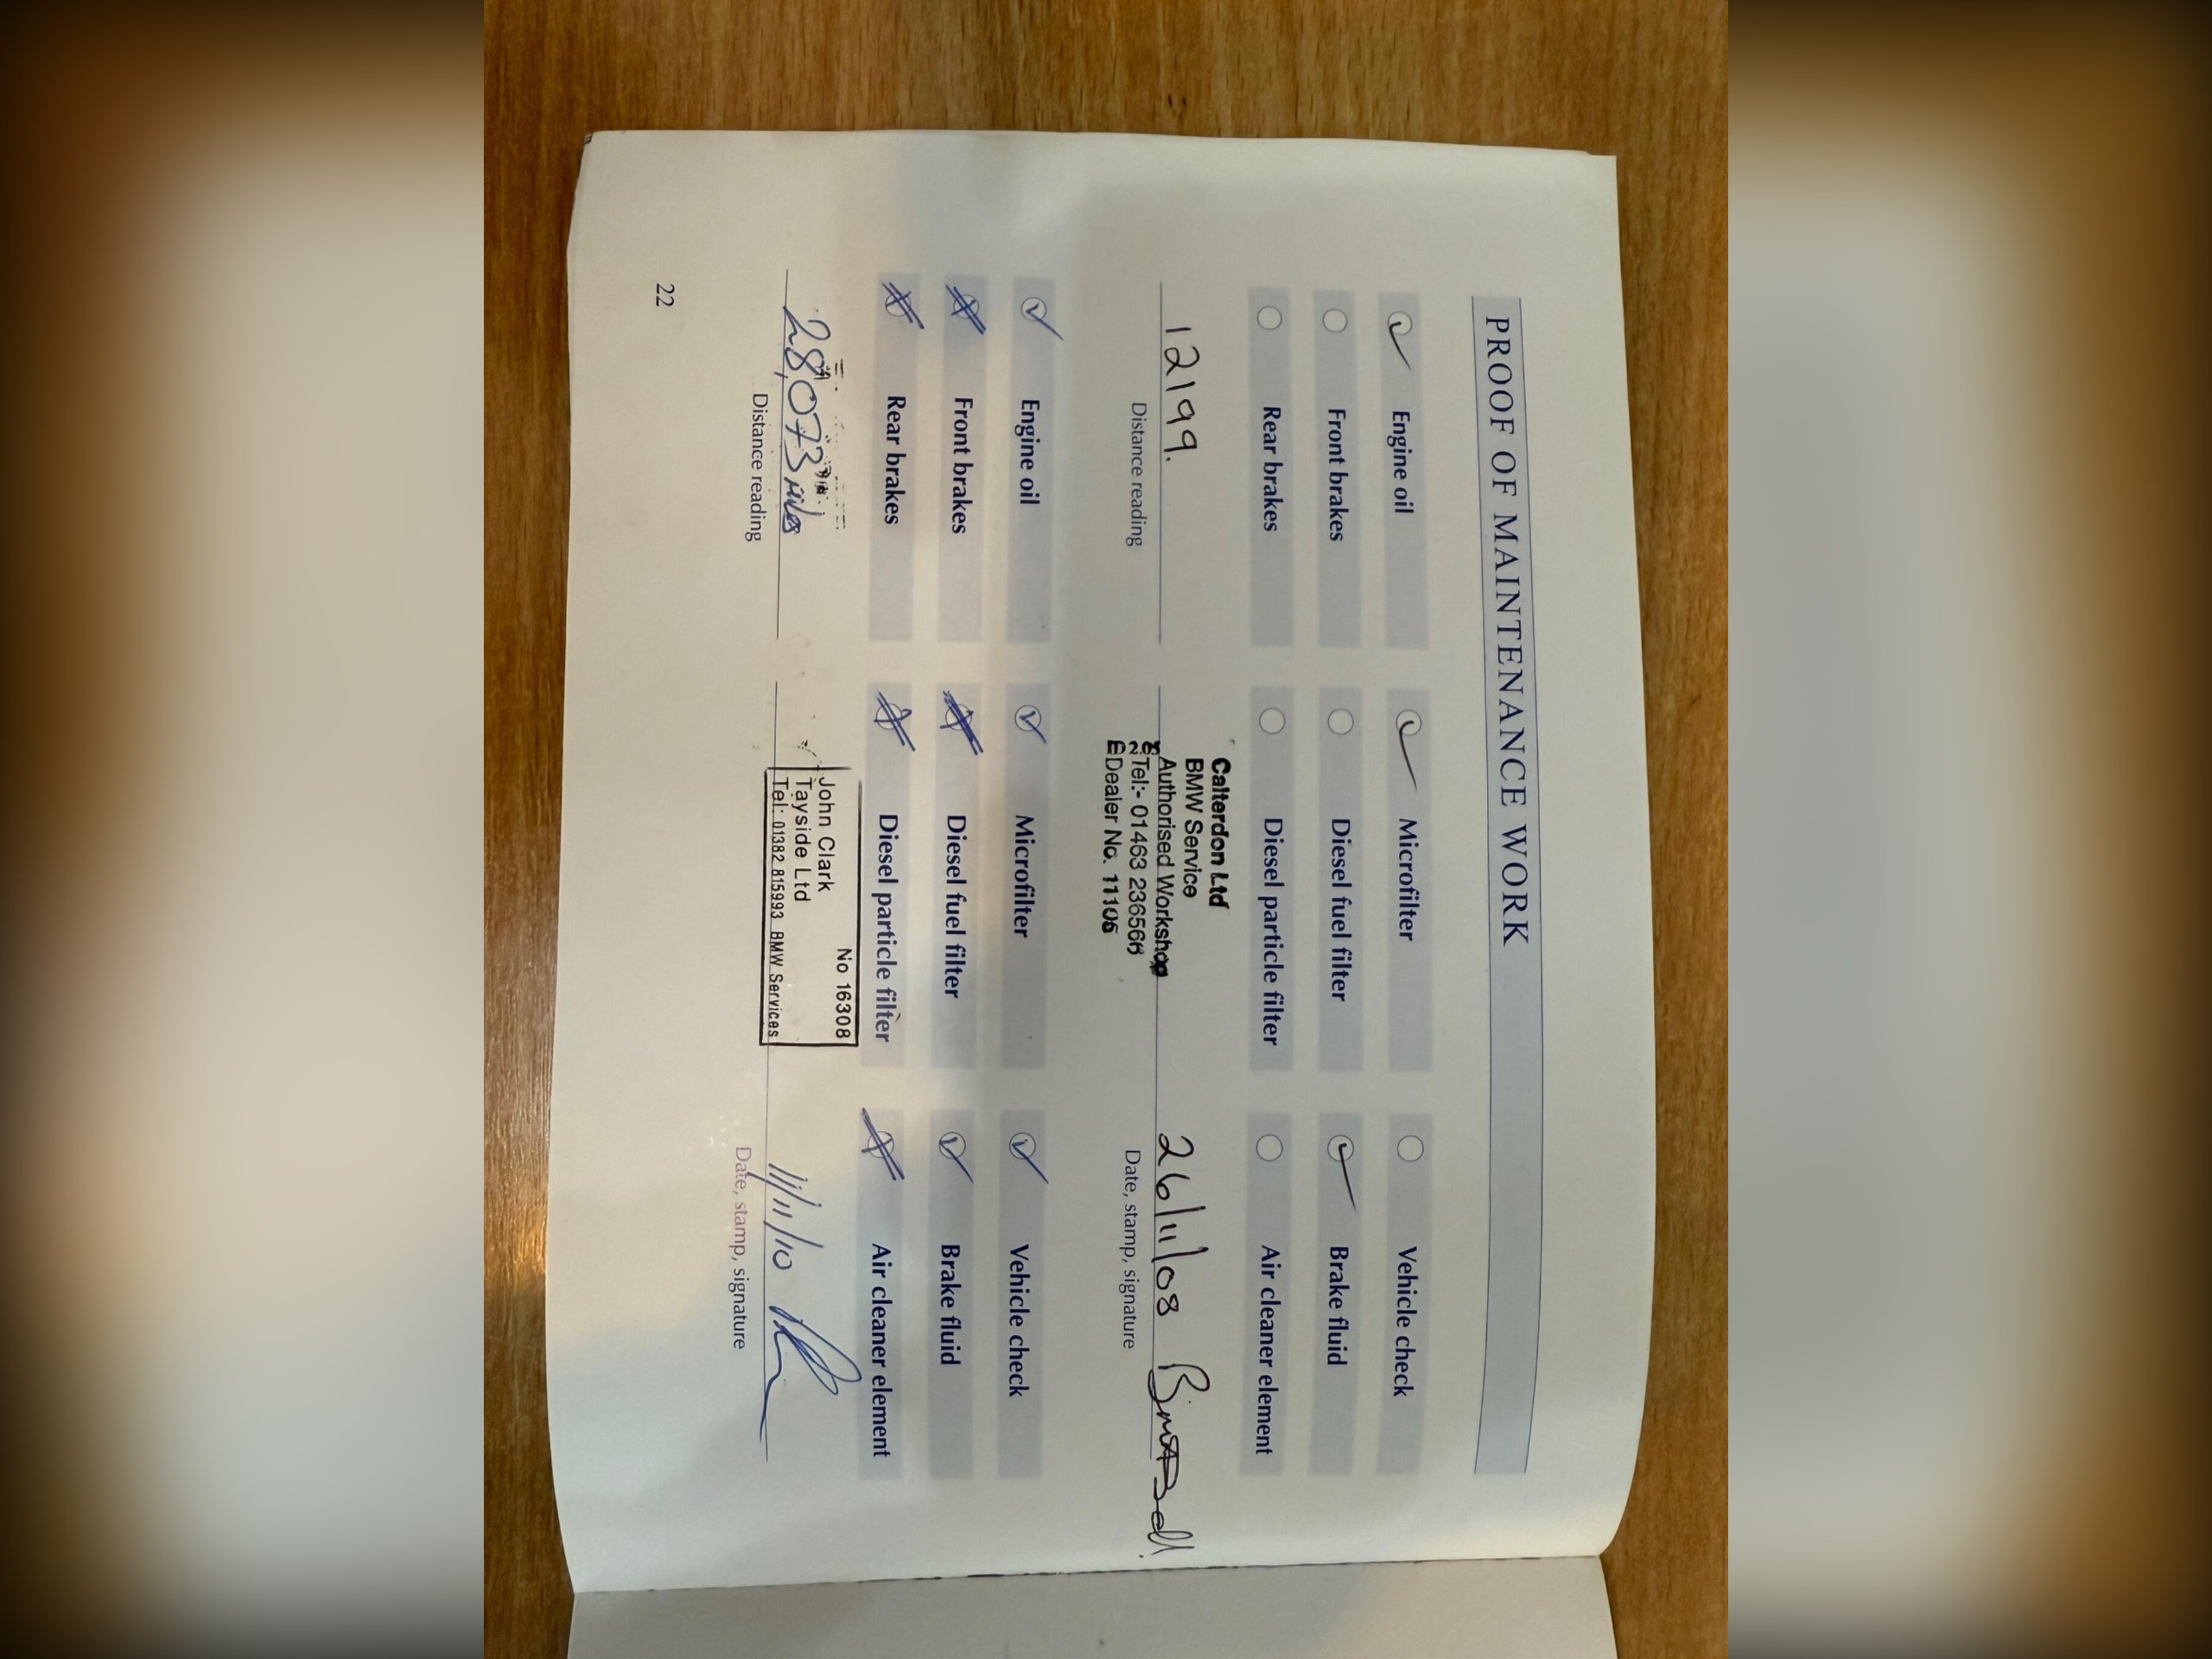 PROOF OF MAINTENANCE WORK
Engine oil Microfilter Vehicle check
Front brakes Diesel fuel filter Brake fluid
Rear brakes Diesel particle filter Air cleaner element
Calterdon Ltd
BMW Service
12199. Authorised Workshop 26/11/08
Tel:- 01463 236566
Distance reading Date, stamp, signature
Dealer No. 11106
Engine oil Microfilter Vehicle check
Front brakes Diesel fuel filter Brake fluid
Rear brakes Diesel particle filter Air cleaner element
No 16308
John Clark
Tayside Ltd
28,073 miles Tel: 01382 815993 BMW Services 11/11/10
Distance reading Date, stamp, signature
22